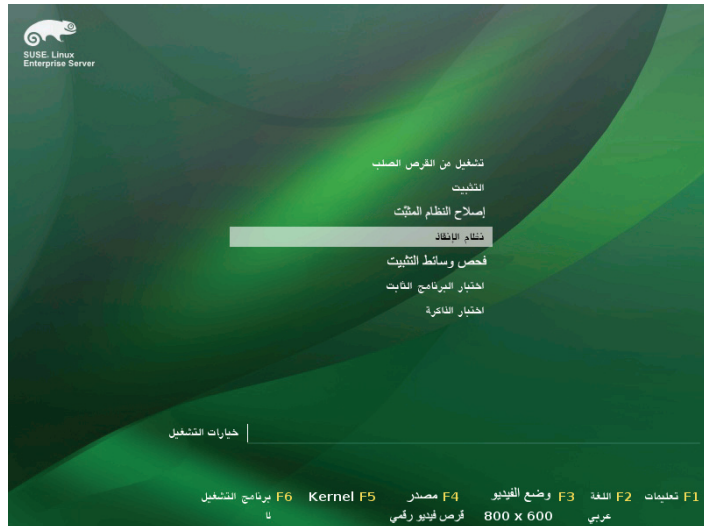 SUSE. Linux
Enterprise Server
تشغيل من القرص الصلب
التثبيت
إصلاح النظام المثبَّت
نظام الإنقاذ
فحص وسائط التثبيت
اختبار البرنامج الثابت
اختبار الذاكرة
خيارات التشغيل
F1 تعليمات F2 اللغة F3 وضع الفيديو F4 مصدر Kernel F5 F6 برنامج التشغيل
عربي 800 x 600 قرص فيديو رقمي لا